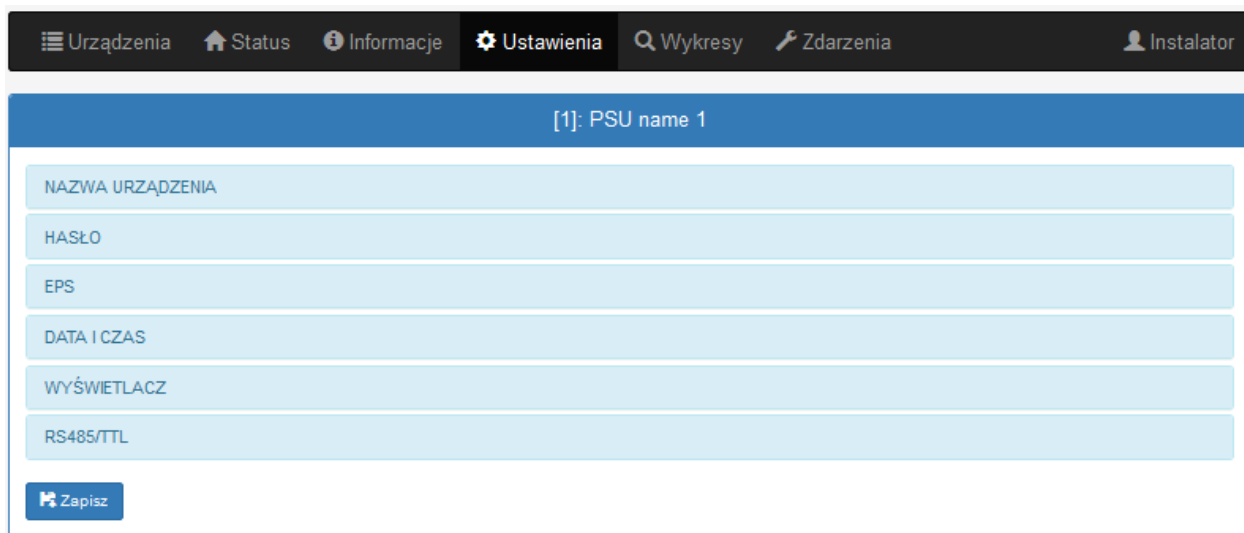 Urządzenia Status Informacje Ustawienia Wykresy Zdarzenia Instalator
[1]: PSU name 1
NAZWA URZĄDZENIA
HASŁO
EPS
DATA I CZAS
WYŚWIETLACZ
RS485/TTL
Zapisz